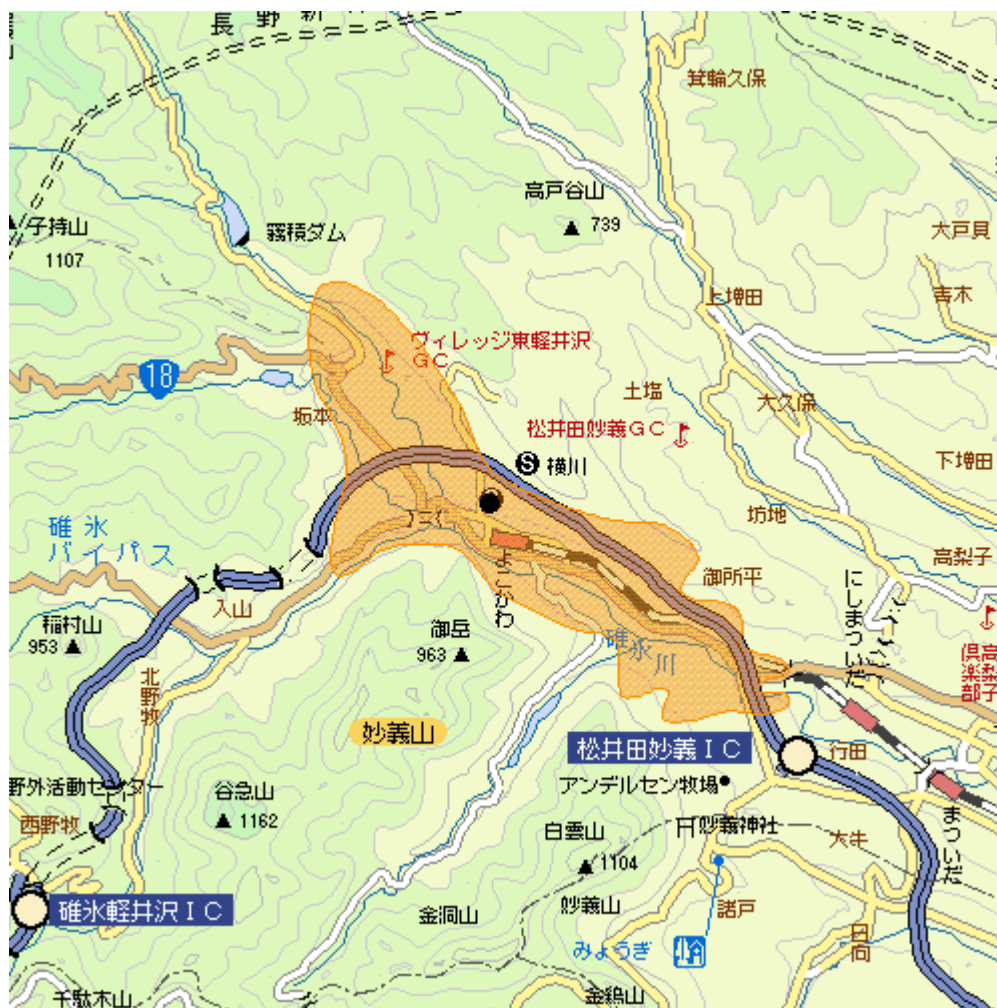 長野新
箕輪久保
高戸谷山
739
子持山
1107
霧積ダム
大戸貝
吉木
上増田
ヴィレッジ東軽井沢
GC
18
坂本
土塩
大久保
松井田妙義GC
下増田
横川
坊地
碓氷
バイパス
高梨子
御所平
入山
よこかわ
にしまついだ
稲村山
953
御岳
963
碓氷川
高梨子
倶楽部
北野牧
妙義山
松井田妙義IC
行田
アンデルセン牧場
野外活動センター
谷急山
1162
西野牧
白雲山
1104
妙義神社
大牛
まついだ
碓氷軽井沢IC
金洞山
妙義山
諸戸
日向
みょうぎ
千駄木山
金鶏山